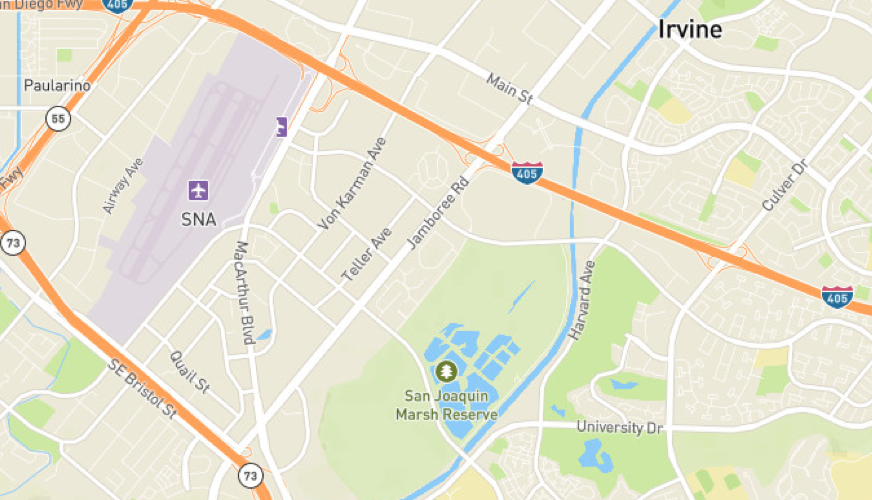 an Diego Fwy
405
Irvine
Paularino
Main St
55
Airway Ave
Von Karman Ave
405
Culver Dr
Fwy
SNA
Jamboree Rd
73
Teller Ave
MacArthur Blvd
Harvard Ave
405
Quail St
SE Bristol St
San Joaquin
Marsh Reserve
University Dr
73